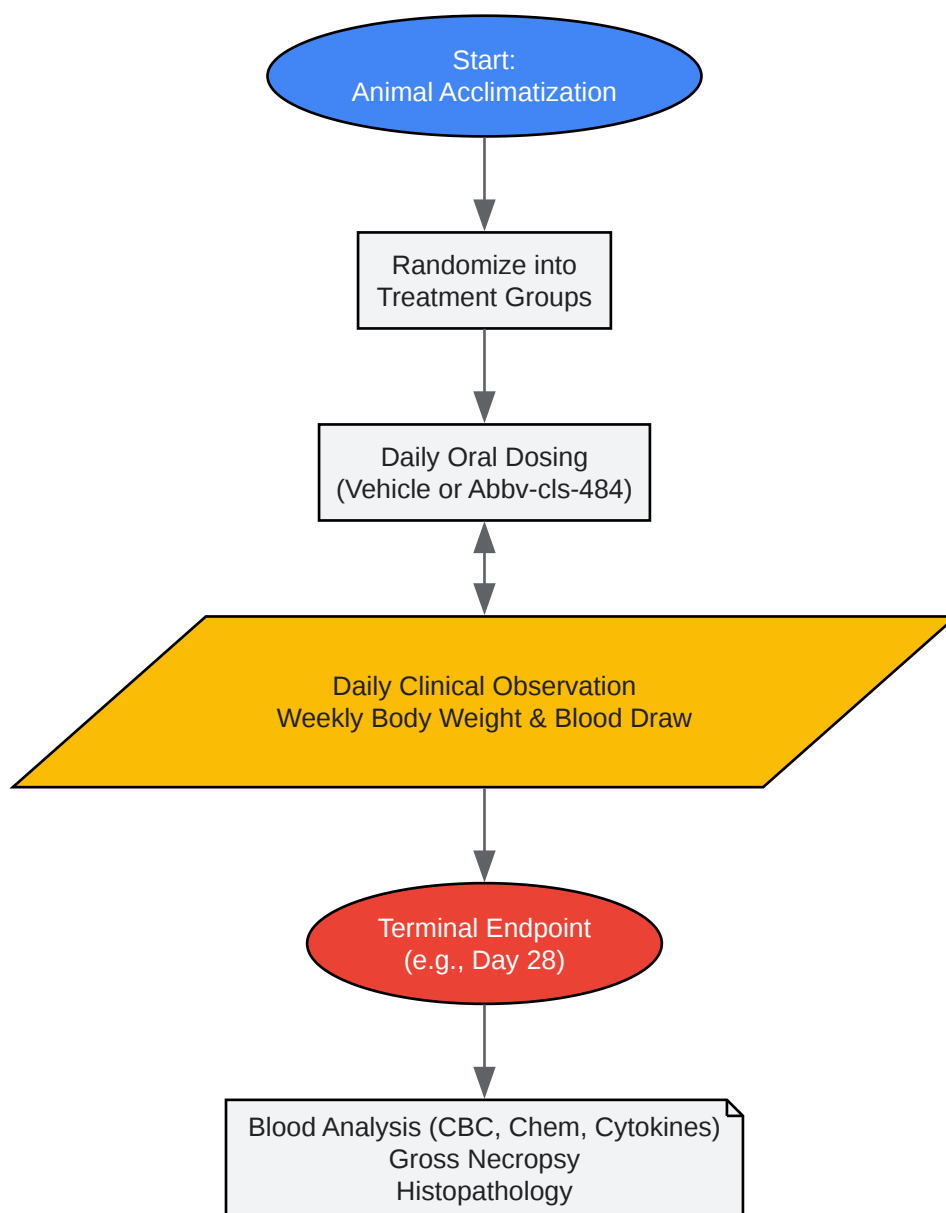 Start:
Animal Acclimatization
Randomize into
Treatment Groups
Daily Oral Dosing
(Vehicle or Abbv-cls-484)
Daily Clinical Observation
Weekly Body Weight & Blood Draw
Terminal Endpoint
(e.g., Day 28)
Blood Analysis (CBC, Chem, Cytokines)
Gross Necropsy
Histopathology